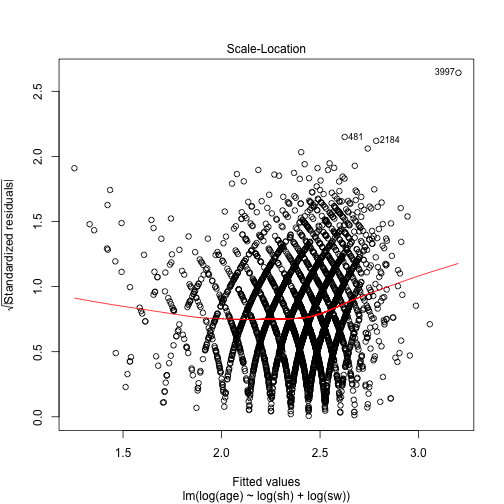 Scale-Location
√|Standardized residuals|
2.5
2.0
1.5
1.0
0.5
0.0
3997
481
2184
1.5 2.0 2.5 3.0
Fitted values
lm(log(age) ~ log(sh) + log(sw))